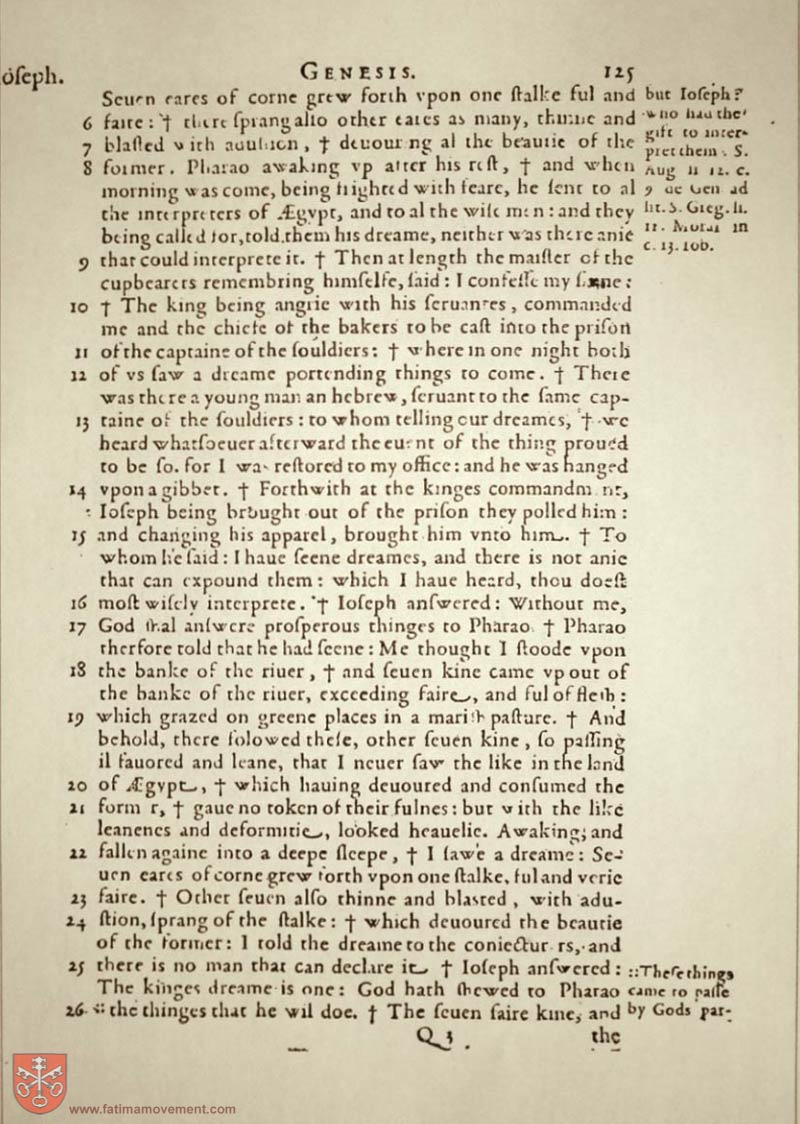 ioſeph.
GENESIS.
125
Seuen eares of corne grew forth vpon one ſtalke ful and
6 faire: † there ſprang alſo other eares as many, thinne and
7 blaſted with aduſtion, † deuouring al the beautie of the
8 former. Pharao awaking vp after his reſt, † and when
morning was come, being frighted with feare, he ſent to al
the interpreters of Ægypt, and to al the wiſe men: and they
being called for, told them his dreame, neither was there anie
9 that could interprete it. † Then at length the maiſter of the
cupbearers remembring himſelfe, ſaid: I confeſſe my ſinne:
10 † The king being angrie with his ſeruantes, commanded
me and the chiefe of the bakers to be caſt into the priſon
11 of the captaine of the ſouldiers: † where in one night both
12 of vs ſaw a dreame portending things to come. † There
was there a young man an hebrew, ſeruant to the ſame cap-
13 taine of the ſouldiers: to whom telling our dreames, † we
heard whatſoeuer afterward the euent of the thing proued
to be ſo. for I was reſtored to my office: and he was hanged
14 vpon a gibbet. † Forthwith at the kinges commandment,
Ioſeph being brought out of the priſon they polled him:
15 and changing his apparel, brought him vnto him. † To
whom he ſaid: I haue ſeene dreames, and there is not anie
that can expound them: which I haue heard, thou doeſt
16 moſt wiſely interprete. † Ioſeph anſwered: Without me,
17 God ſhal anſwere proſperous thinges to Pharao. † Pharao
therfore told that he had ſeene: Me thought I ſtoode vpon
18 the banke of the riuer, † and ſeuen kine came vp out of
the banke of the riuer, exceeding faire, and ful of fleſh:
19 which grazed on greene places in a mariſh paſture. † And
behold, there folowed theſe, other ſeuen kine, ſo paſſing
il fauored and leane, that I neuer ſaw the like in the land
20 of Ægypt, † which hauing deuoured and conſumed the
21 former, † gaue no token of their fulnes: but with the like
leanenes and deformitie, looked heauelie. Awaking, and
22 fallen againe into a deepe ſleepe, † I ſawe a dreame: Se-
uen eares of corne grew forth vpon one ſtalke, ful and verie
23 faire. † Other ſeuen alſo thinne and blaſted, with adu-
24 ſtion, ſprang of the ſtalke: † which deuoured the beautie
of the former: I told the dreame to the coniecturers, and
25 there is no man that can declare it. † Ioſeph anſwered:
The kinges dreame is one: God hath ſhewed to Pharao
26 :: the thinges that he wil doe. † The ſeuen faire kine, and
Q3
the
but Ioſeph?
who had the
gift to inter-
pret them. S.
Aug li 12. c.
9 de Gen ad
lit. S. Greg. li.
11. Moral in
c. 13. Iob.
::Theſe things
came to paſſe
by Gods par-
www.fatimamovement.com